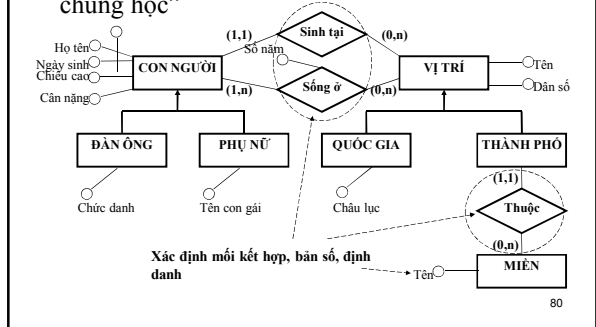 chủng học”
(1,1)
Sinh tại
(0,n)
Họ tên
Số năm
Ngày sinh
CON NGƯỜI
VỊ TRÍ
Tên
Chiều cao
Cân nặng
(1,n)
Sống ở
(0,n)
Dân số
ĐÀN ÔNG
PHỤ NỮ
QUỐC GIA
THÀNH PHỐ
(1,1)
Chức danh
Tên con gái
Châu lục
Thuộc
(0,n)
Xác định mối kết hợp, bản số, định
danh
Tên
MIỀN
80